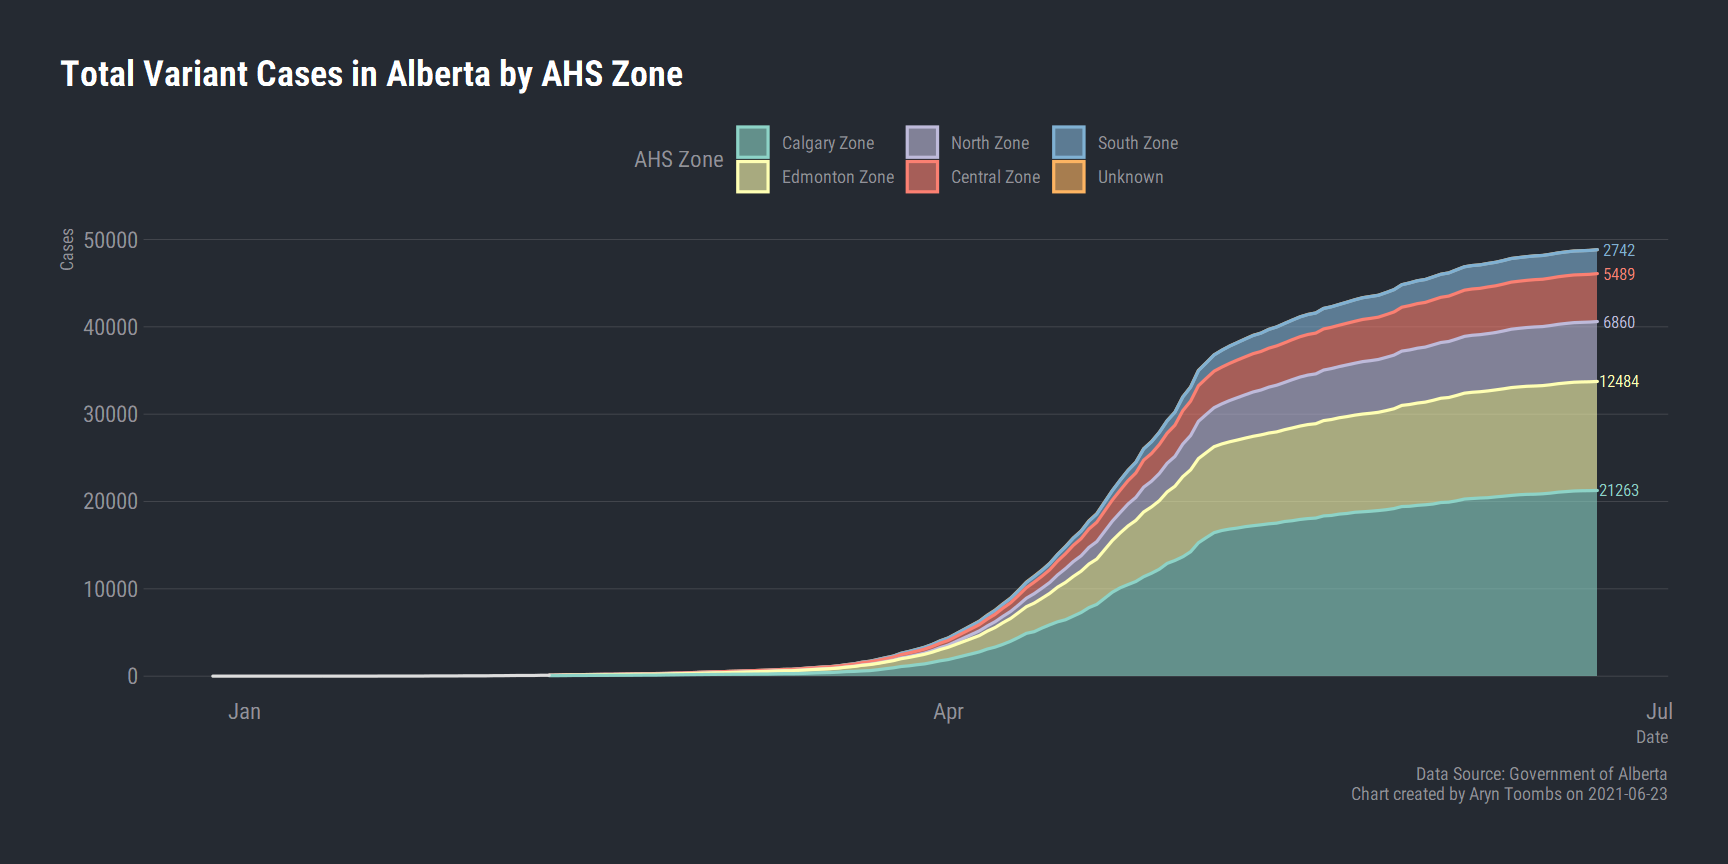 Total Variant Cases in Alberta by AHS Zone
AHS Zone
Calgary Zone
North Zone
South Zone
Edmonton Zone
Central Zone
Unknown
Cases
50000
40000
30000
20000
10000
0
2742
5489
6860
12484
21263
Jan
Apr
Jul
Date
Data Source: Government of Alberta
Chart created by Aryn Toombs on 2021-06-23